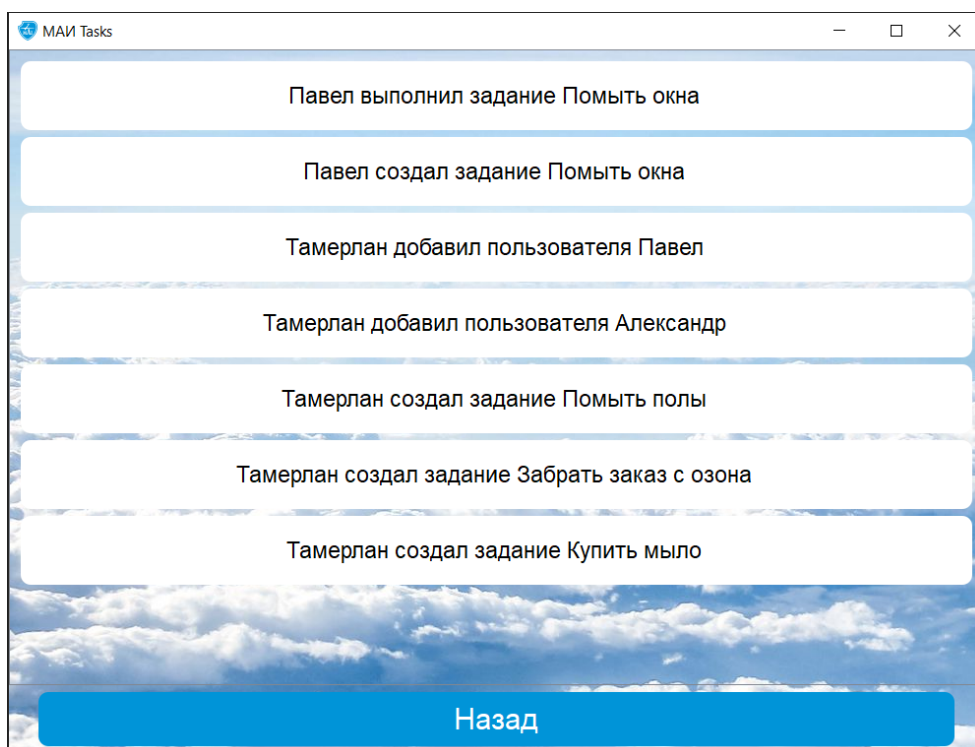 МАИ Tasks
Павел выполнил задание Помыть окна
Павел создал задание Помыть окна
Тамерлан добавил пользователя Павел
Тамерлан добавил пользователя Александр
Тамерлан создал задание Помыть полы
Тамерлан создал задание Забрать заказ с озона
Тамерлан создал задание Купить мыло
Назад